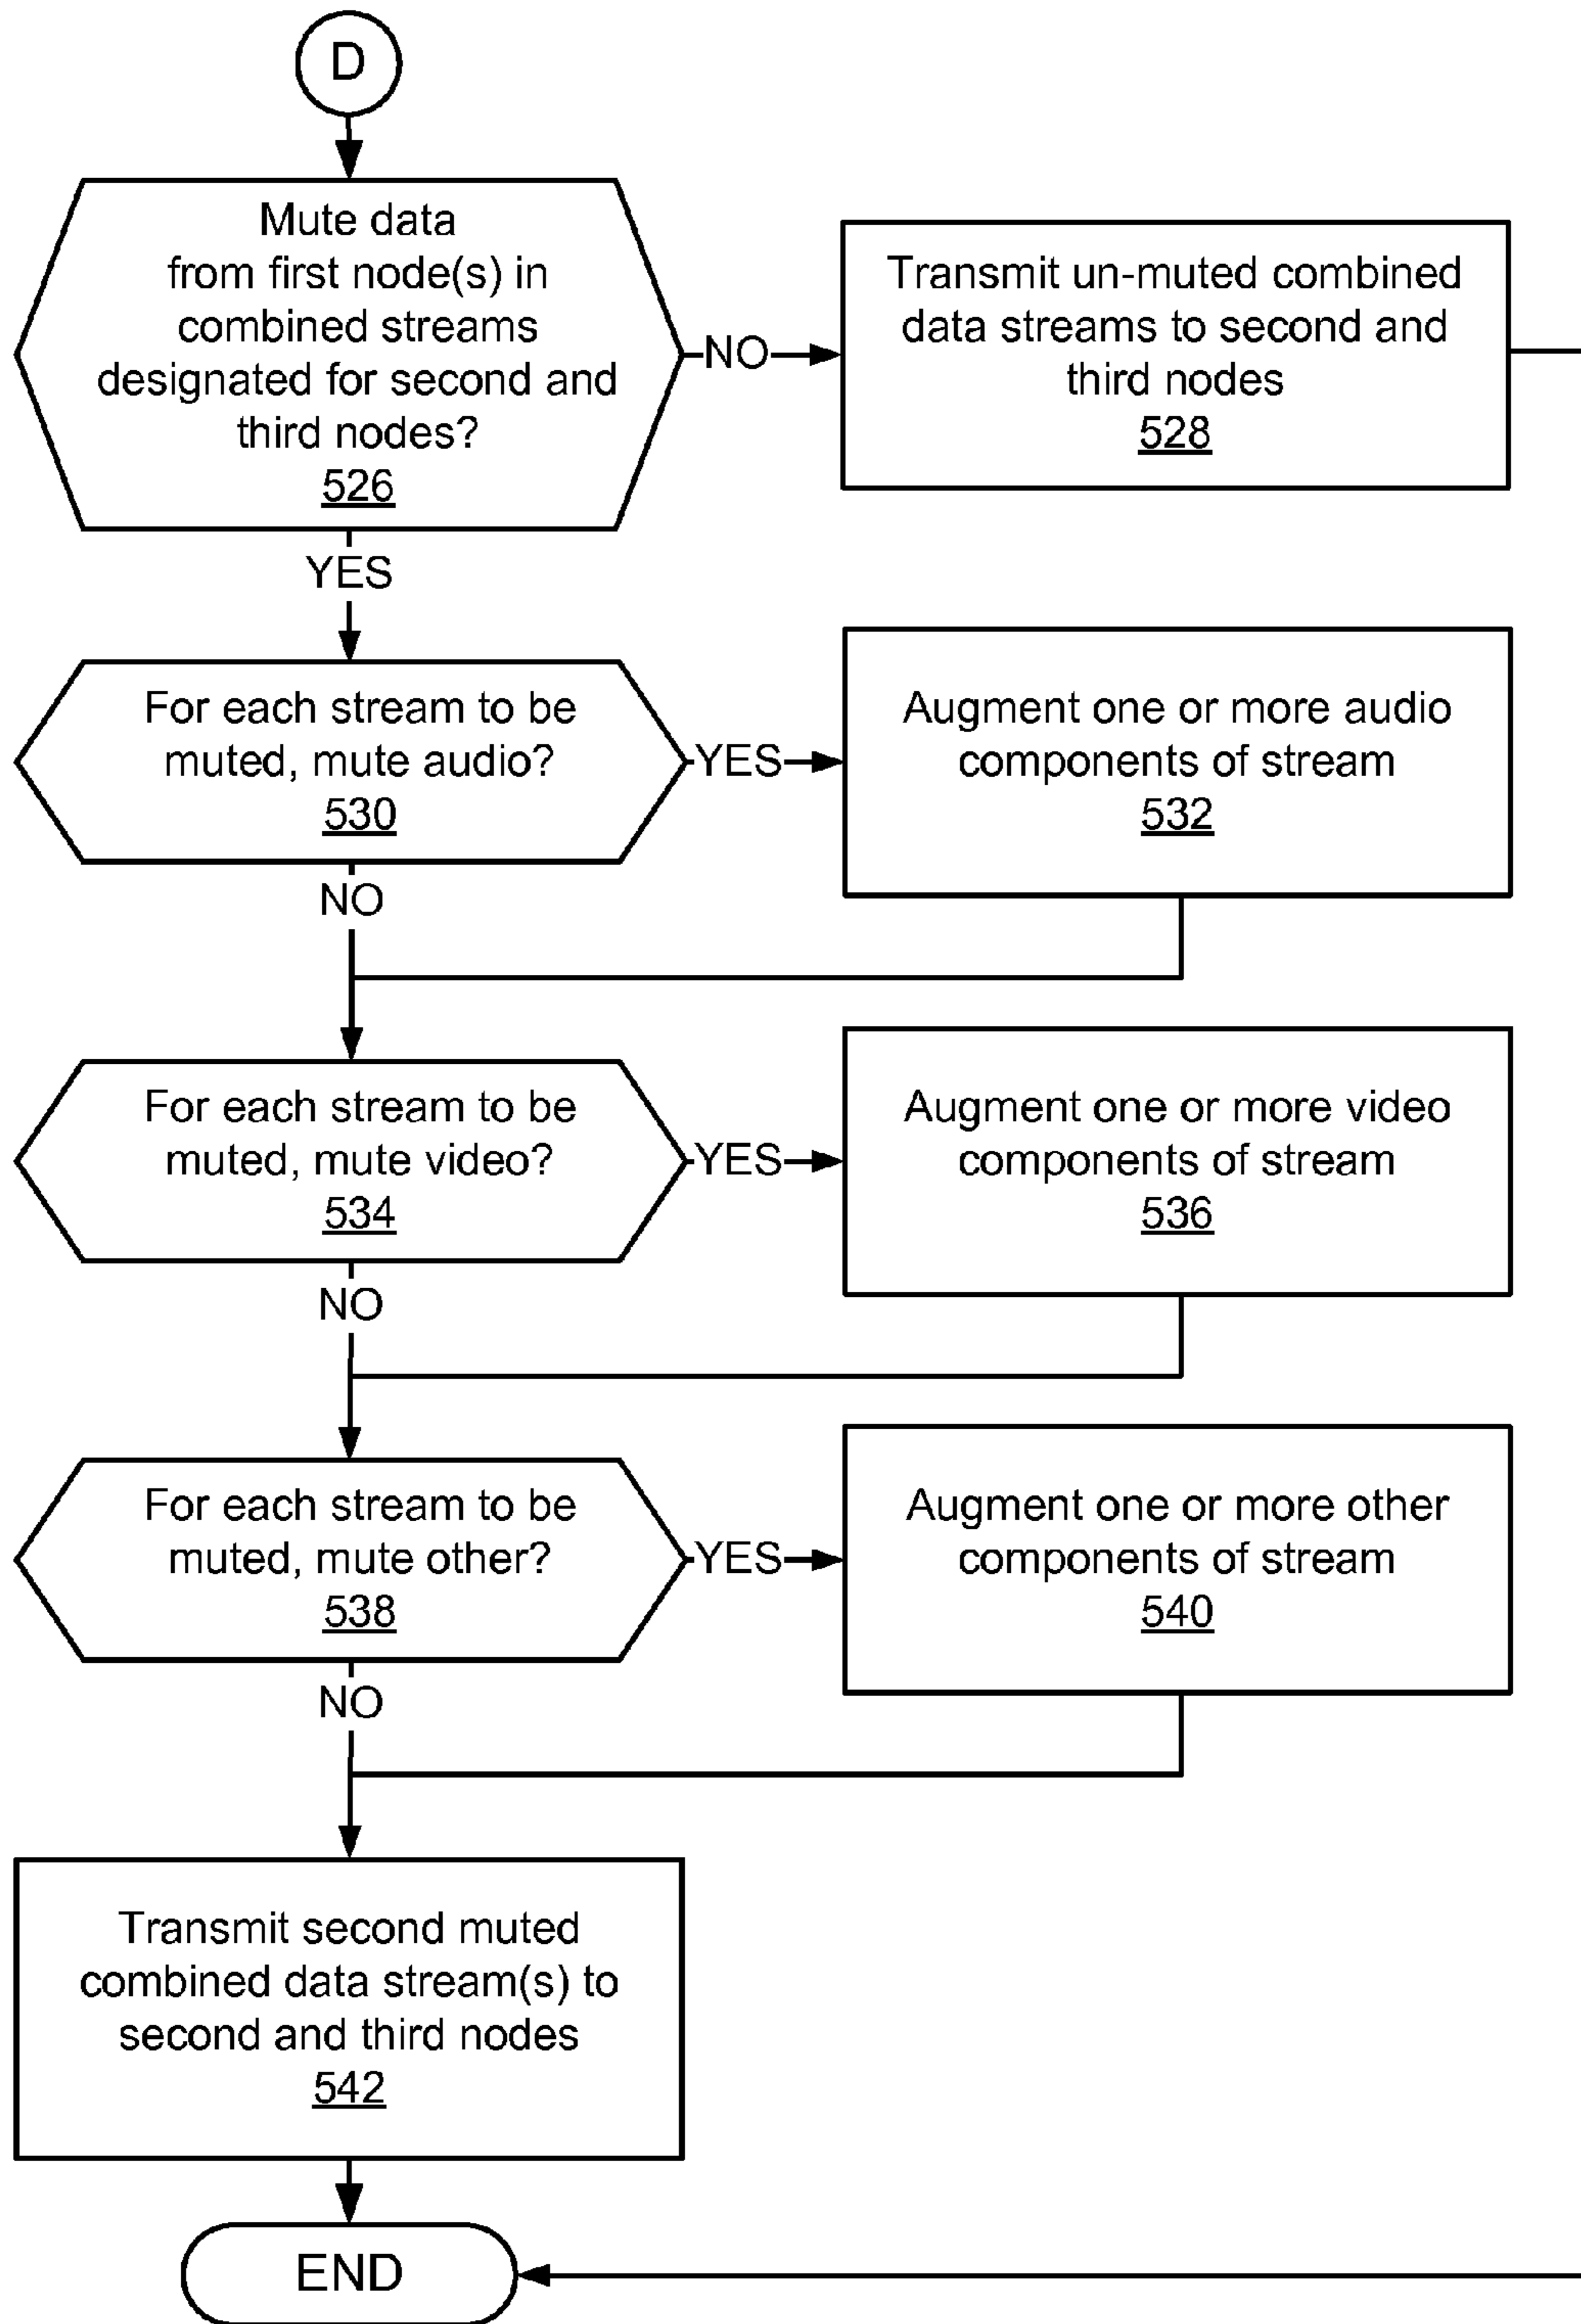 D
Mute data
from first node(s) in
combined streams
designated for second and
third nodes?
526
NO
Transmit un-muted combined
data streams to second and
third nodes
528
YES
For each stream to be
muted, mute audio?
530
YES
Augment one or more audio
components of stream
532
NO
For each stream to be
muted, mute video?
534
YES
Augment one or more video
components of stream
536
NO
For each stream to be
muted, mute other?
538
YES
Augment one or more other
components of stream
540
NO
Transmit second muted
combined data stream(s) to
second and third nodes
542
END